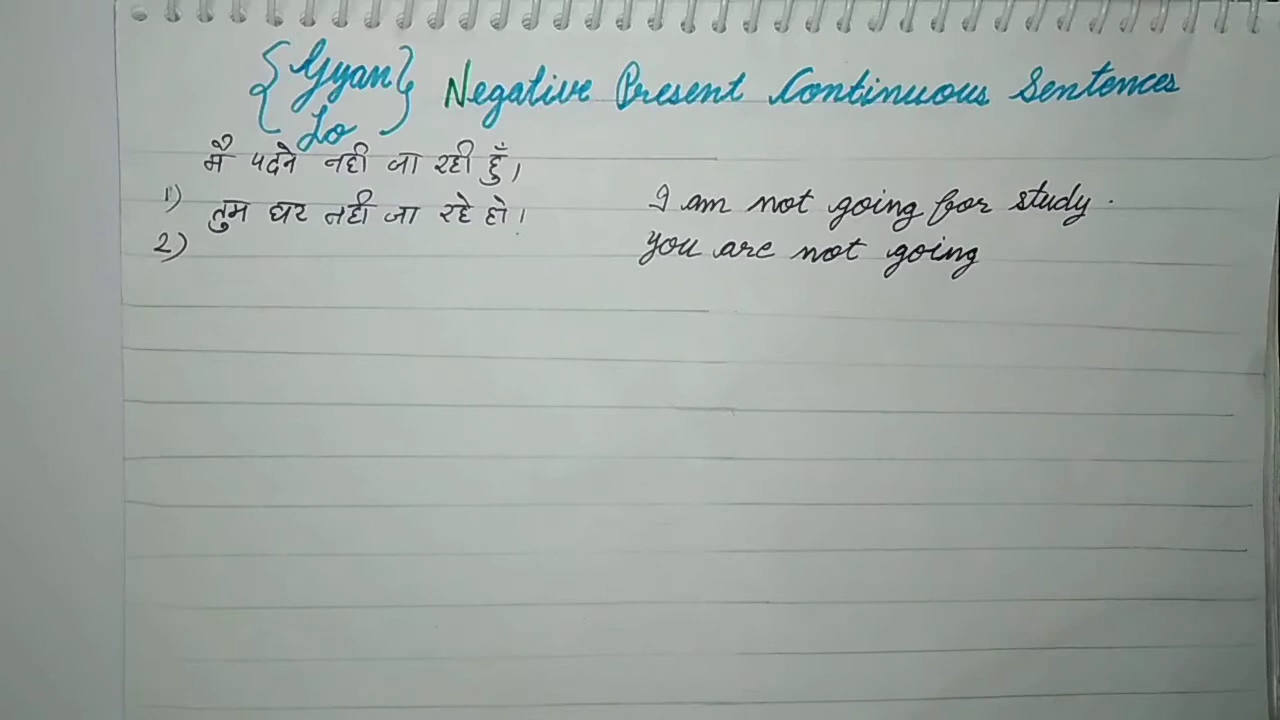 {Gyan Lo} Negative Present Continuous Sentences
मैं पढने नही जा रही हूँ।
1) I am not going for study.
तुम घर नही जा रहे हो।
2) You are not going